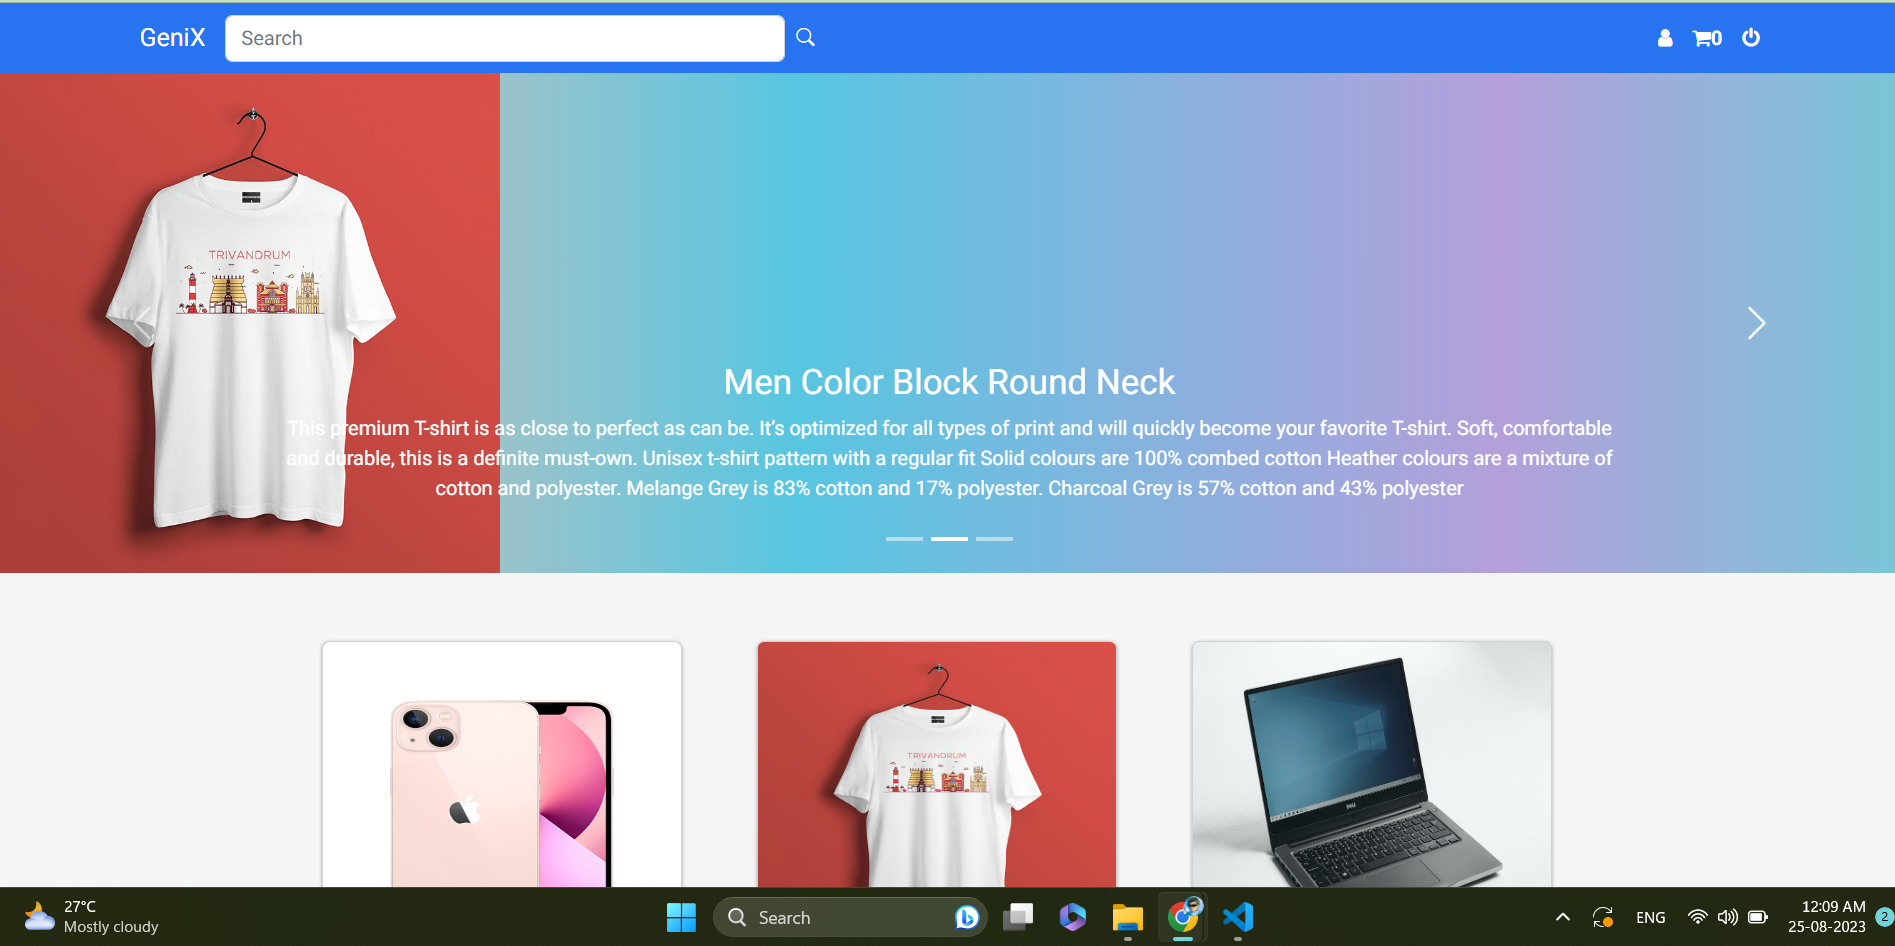 GeniX
Search
0
TRIVANDRUM
Men Color Block Round Neck
This premium T-shirt is as close to perfect as can be. It’s optimized for all types of print and will quickly become your favorite T-shirt. Soft, comfortable
and durable, this is a definite must-own. Unisex t-shirt pattern with a regular fit Solid colours are 100% combed cotton Heather colours are a mixture of
cotton and polyester. Melange Grey is 83% cotton and 17% polyester. Charcoal Grey is 57% cotton and 43% polyester
TRIVANDRUM
DELL
27°C
Mostly cloudy
Search
ENG
12:09 AM
25-08-2023
2